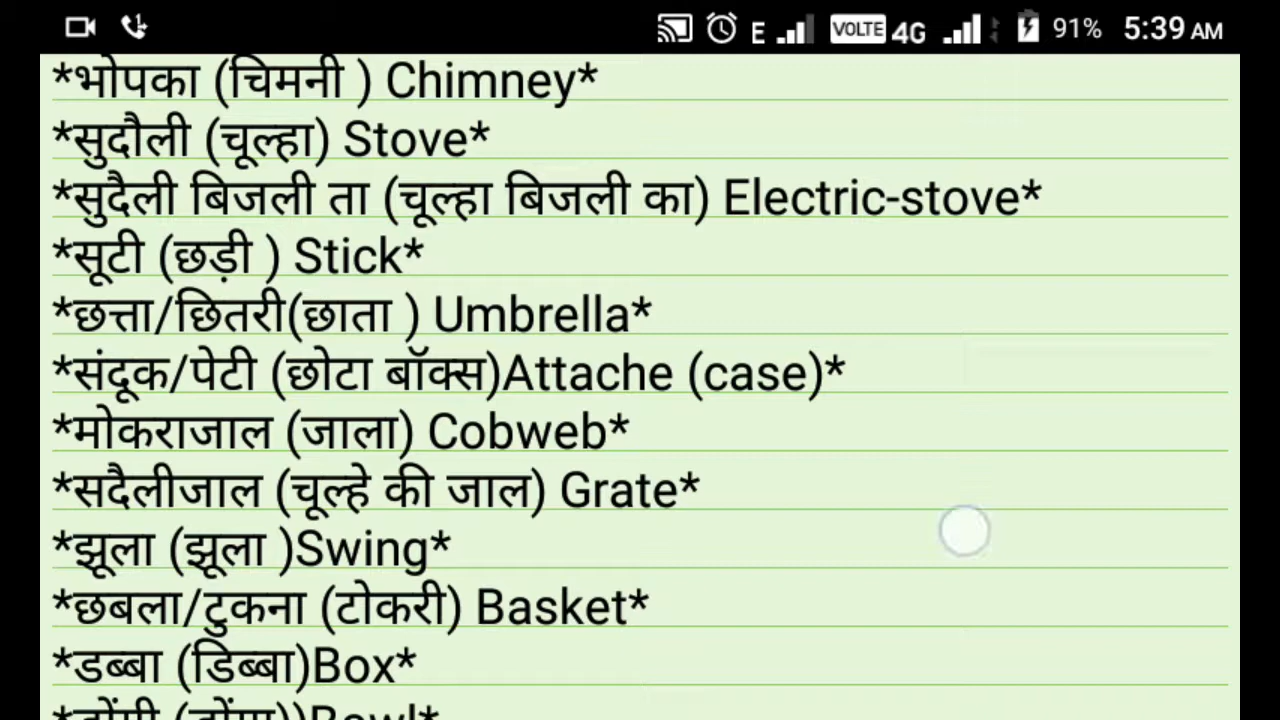 E VOLTE 4G 91% 5:39 AM
*भोपका (चिमनी ) Chimney*
*सुदौली (चूल्हा) Stove*
*सुदैली बिजली ता (चूल्हा बिजली का) Electric-stove*
*सूटी (छड़ी ) Stick*
*छत्ता/छितरी(छाता ) Umbrella*
*संदूक/पेटी (छोटा बॉक्स)Attache (case)*
*मोकराजाल (जाला) Cobweb*
*सदैलीजाल (चूल्हे की जाल) Grate*
*झूला (झूला )Swing*
*छबला/टुकना (टोकरी) Basket*
*डब्बा (डिब्बा)Box*
Bowl*